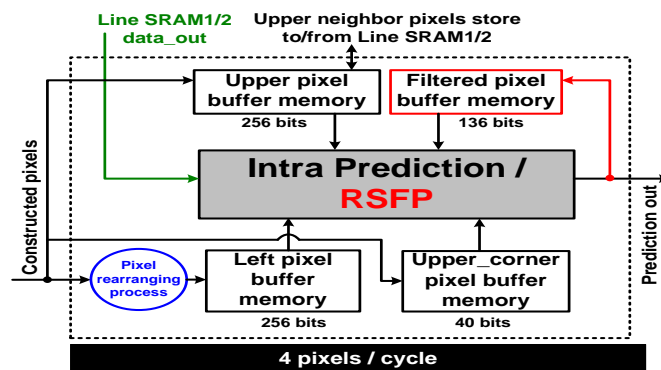 Line SRAM1/2
data_out
Upper neighbor pixels store
to/from Line SRAM1/2
Upper pixel
buffer memory
256 bits
Filtered pixel
buffer memory
136 bits
Intra Prediction /
RSFP
Constructed pixels
Prediction out
Pixel
rearranging
process
Left pixel
buffer
memory
256 bits
Upper_corner
pixel buffer
memory
40 bits
4 pixels / cycle